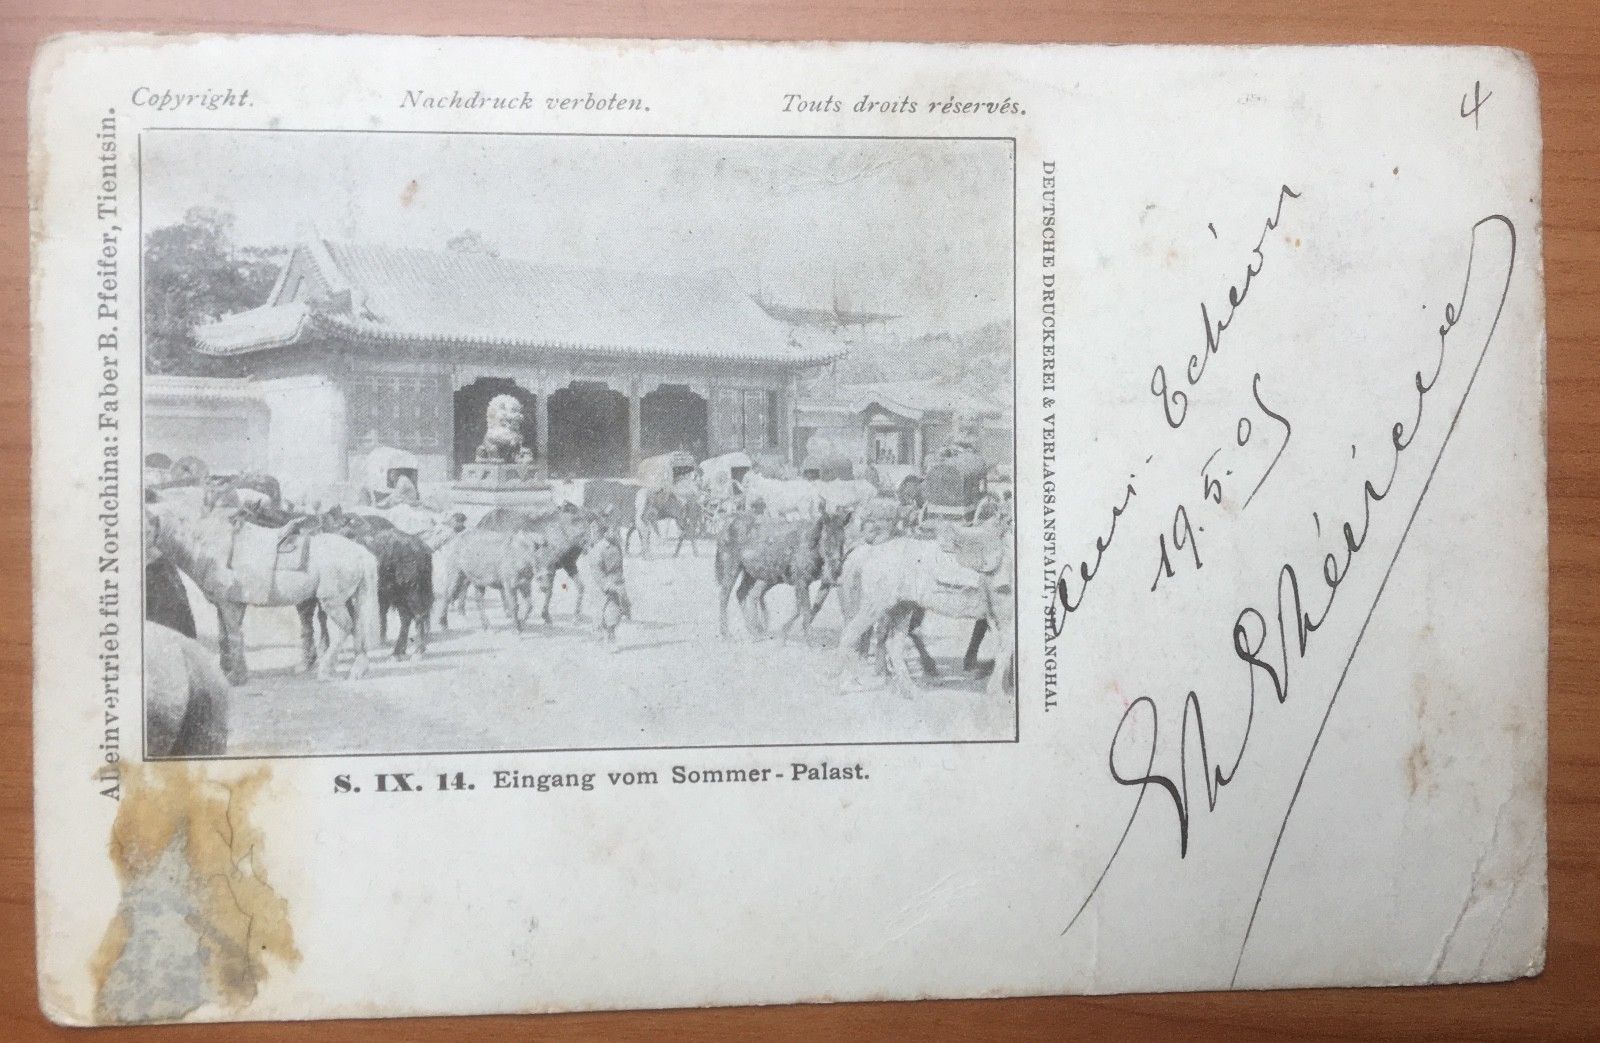 Copyright.
Nachdruck verboten.
Touts droits réservés.
Alleinvertrieb für Nordchina: Faber B. Pfeifer, Tientsin.
DEUTSCHE DRUCKEREI & VERLAGSANSTALT, SHANGHAI.
S. IX. 14. Eingang vom Sommer-Palast.
4
19.5.05